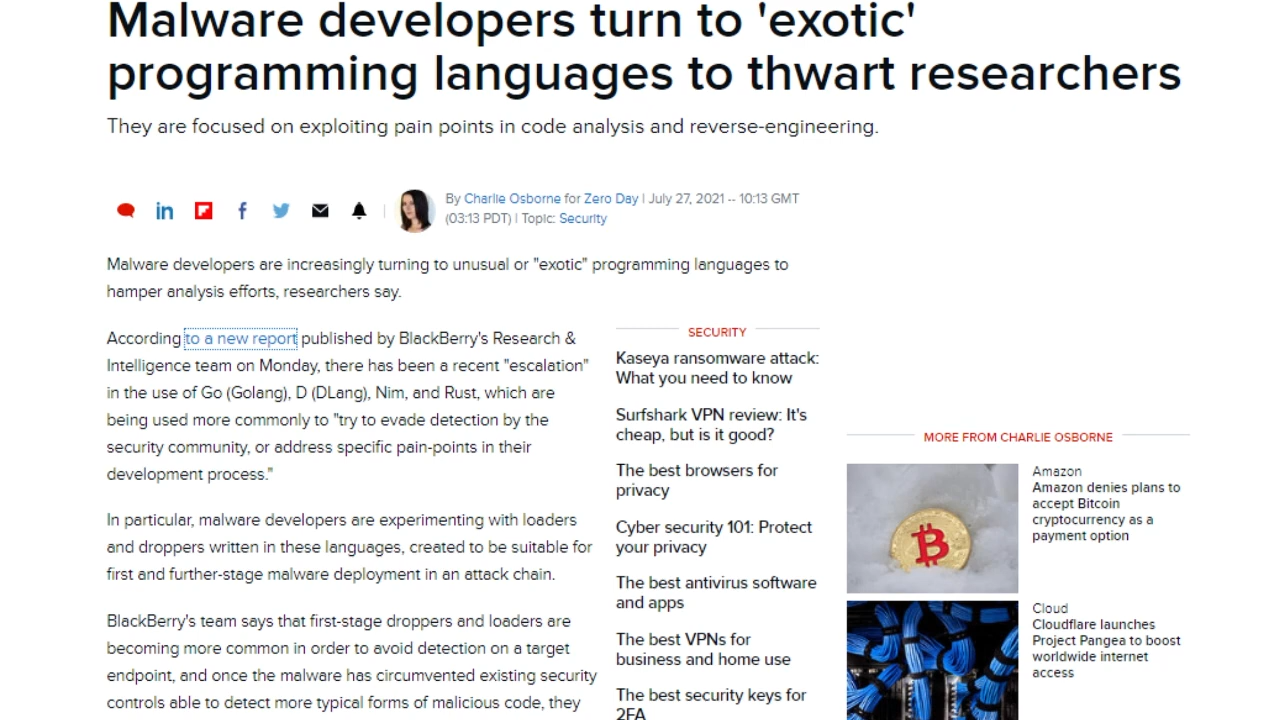 Malware developers turn to 'exotic'
programming languages to thwart researchers
They are focused on exploiting pain points in code analysis and reverse-engineering.
By Charlie Osborne for Zero Day | July 27, 2021 -- 10:13 GMT
(03:13 PDT) | Topic: Security
Malware developers are increasingly turning to unusual or "exotic" programming languages to
hamper analysis efforts, researchers say.
According to a new report published by BlackBerry's Research &
Intelligence team on Monday, there has been a recent "escalation"
in the use of Go (Golang), D (DLang), Nim, and Rust, which are
being used more commonly to "try to evade detection by the
security community, or address specific pain-points in their
development process."
In particular, malware developers are experimenting with loaders
and droppers written in these languages, created to be suitable for
first and further-stage malware deployment in an attack chain.
BlackBerry's team says that first-stage droppers and loaders are
becoming more common in order to avoid detection on a target
endpoint, and once the malware has circumvented existing security
controls able to detect more typical forms of malicious code, they
SECURITY
Kaseya ransomware attack:
What you need to know
Surfshark VPN review: It's
cheap, but is it good?
The best browsers for
privacy
Cyber security 101: Protect
your privacy
The best antivirus software
and apps
The best VPNs for
business and home use
The best security keys for
2FA
MORE FROM CHARLIE OSBORNE
Amazon
Amazon denies plans to
accept Bitcoin
cryptocurrency as a
payment option
Cloud
Cloudflare launches
Project Pangea to boost
worldwide internet
access